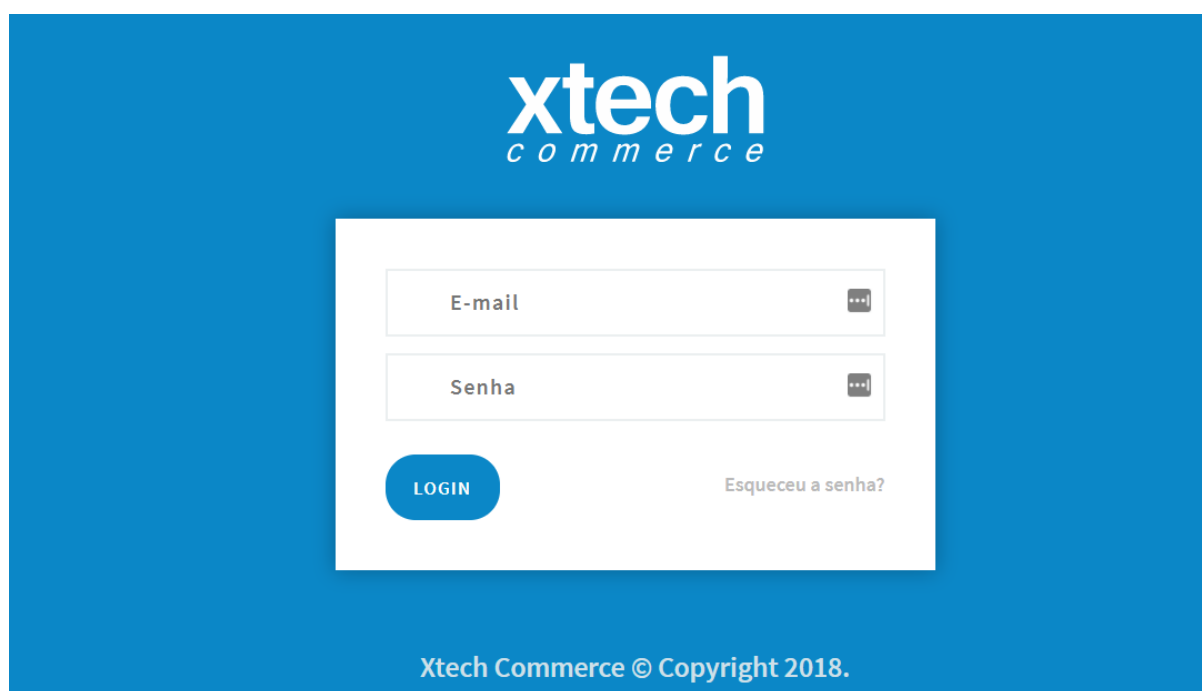 xtech
commerce
E-mail
Senha
LOGIN
Esqueceu a senha?
Xtech Commerce © Copyright 2018.